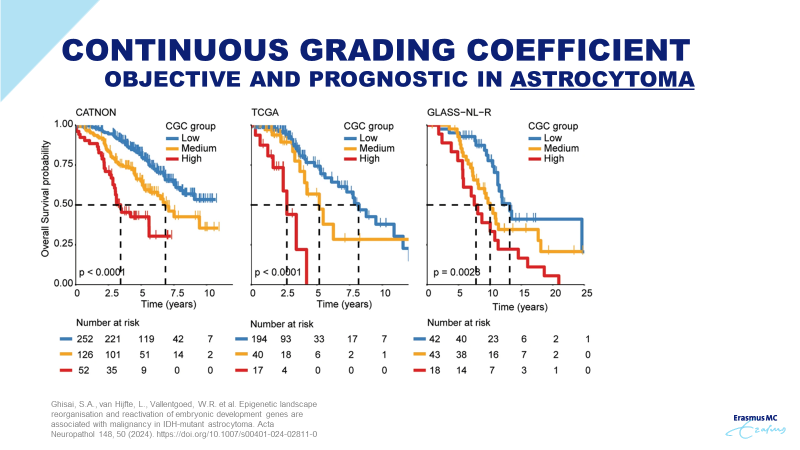 CONTINUOUS GRADING COEFFICIENT
OBJECTIVE AND PROGNOSTIC IN ASTROCYTOMA
CATNON
CGC group
Low
Medium
High
Overall Survival probability
1.00
0.75
0.50
0.25
0.00
p < 0.0001
0 2.5 5 7.5 10
Time (years)
Number at risk
252 221 119 42 7
126 101 51 14 2
52 35 9 0 0
TCGA
CGC group
Low
Medium
High
p < 0.0001
0 2.5 5 7.5 10
Time (years)
Number at risk
194 93 33 17 7
40 18 6 2 1
17 4 0 0 0
GLASS−NL−R
CGC group
Low
Medium
High
p = 0.0028
0 5 10 15 20 25
Time (years)
Number at risk
42 40 23 6 2 1
43 38 16 7 2 0
18 14 7 3 1 0
Ghisai, S.A., van Hijfte, L., Vallentgoed, W.R. et al. Epigenetic landscape
reorganisation and reactivation of embryonic development genes are
associated with malignancy in IDH-mutant astrocytoma. Acta
Neuropathol 148, 50 (2024). https://doi.org/10.1007/s00401-024-02811-0
Erasmus MC
Erasmus